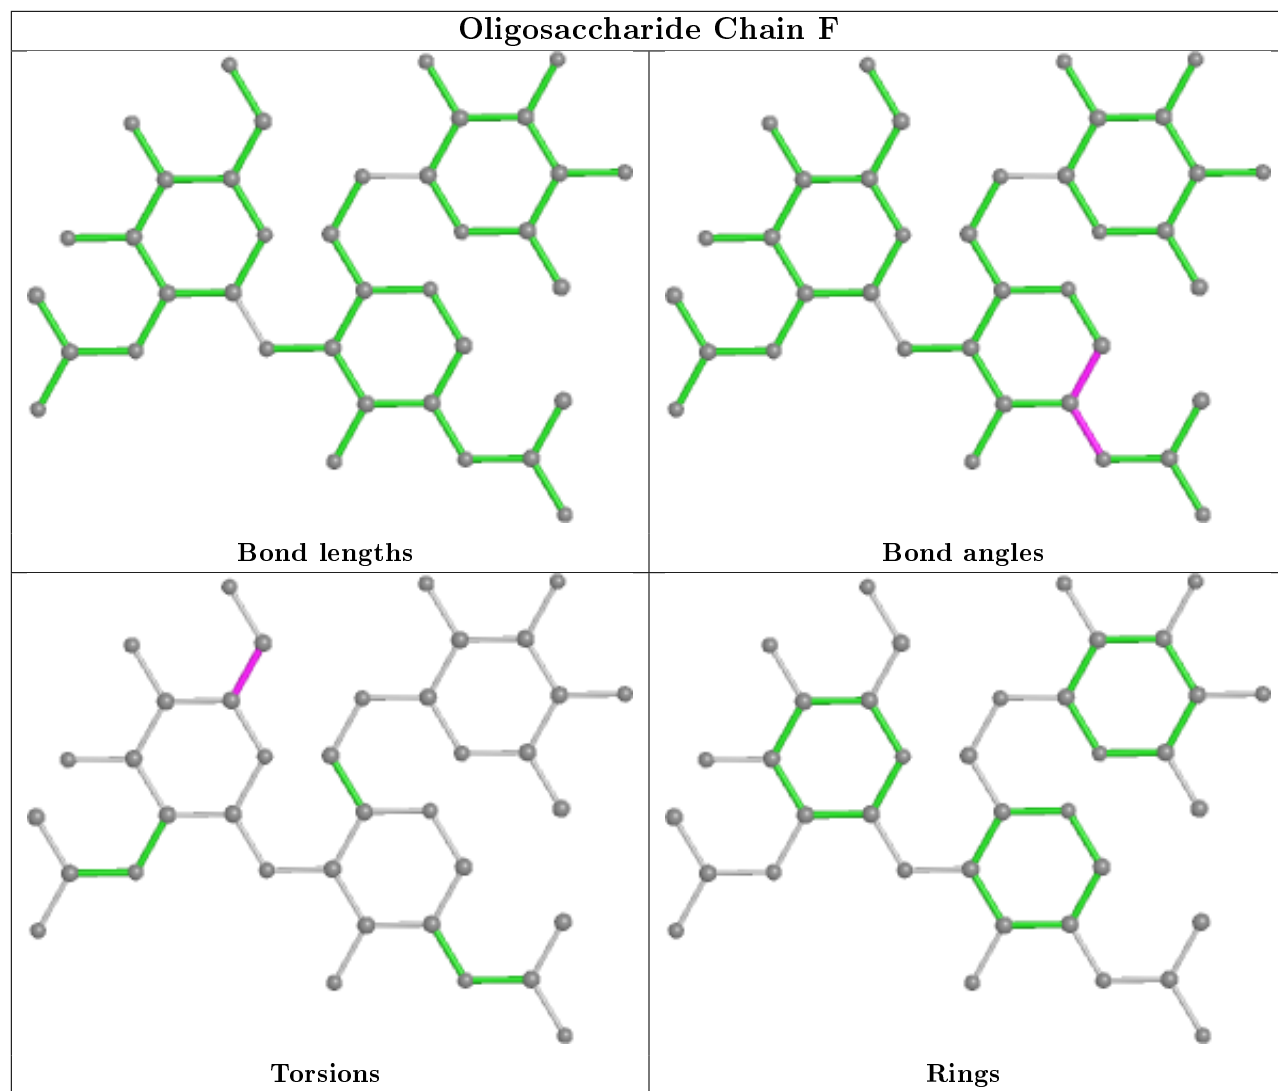 Oligosaccharide Chain F
Bond lengths
Bond angles
Torsions
Rings